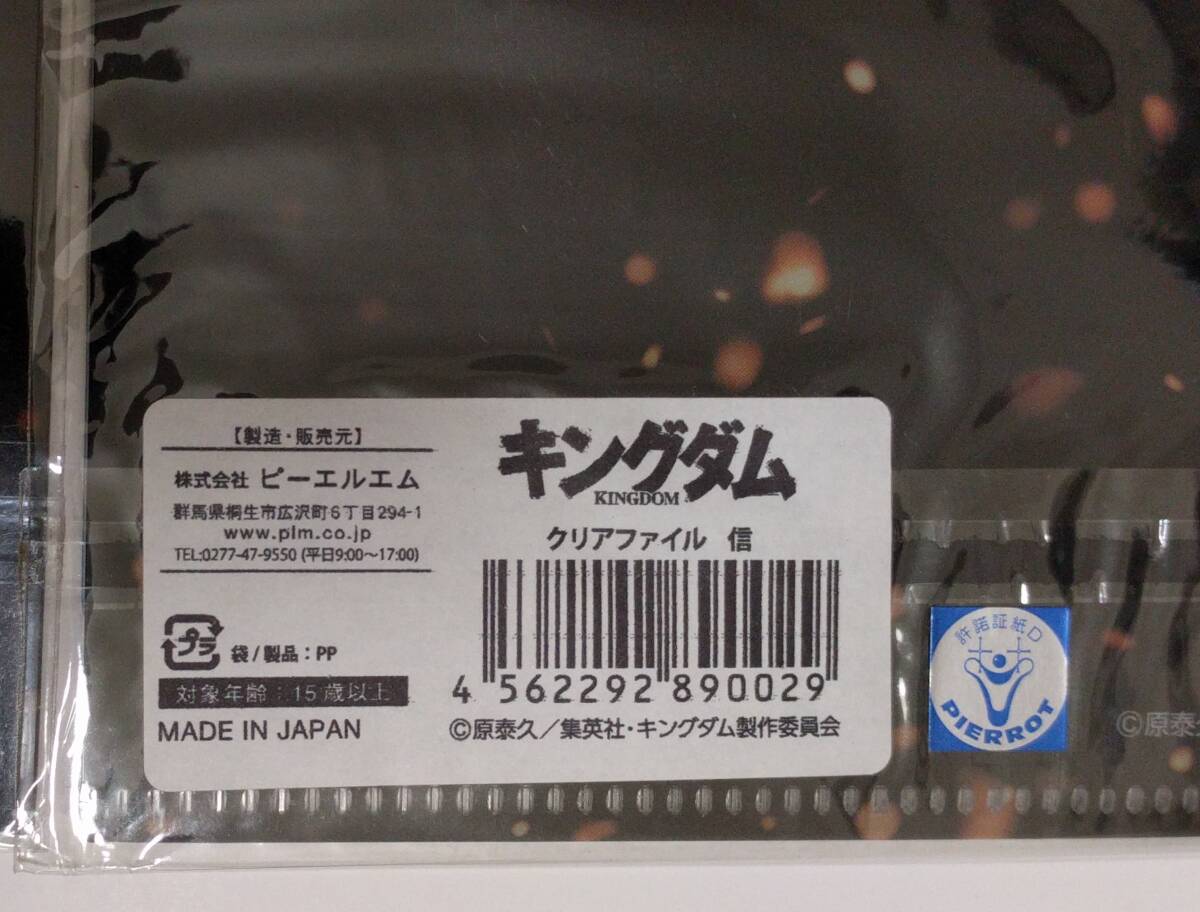 【製造・販売元】
株式会社 ピーエルエム
群馬県桐生市広沢町6丁目294-1
www.plm.co.jp
TEL:0277-47-9550 (平日9:00～17:00)
プラ
袋/製品：PP
対象年齢：15歳以上
MADE IN JAPAN
キングダム
KINGDOM
クリアファイル 信
4 562292 890029
©原泰久／集英社・キングダム製作委員会
許諾証紙D
PIERROT
©原泰久